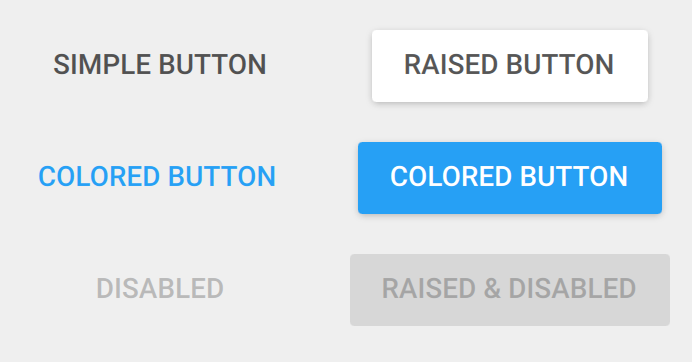 SIMPLE BUTTON
RAISED BUTTON
COLORED BUTTON
COLORED BUTTON
DISABLED
RAISED & DISABLED